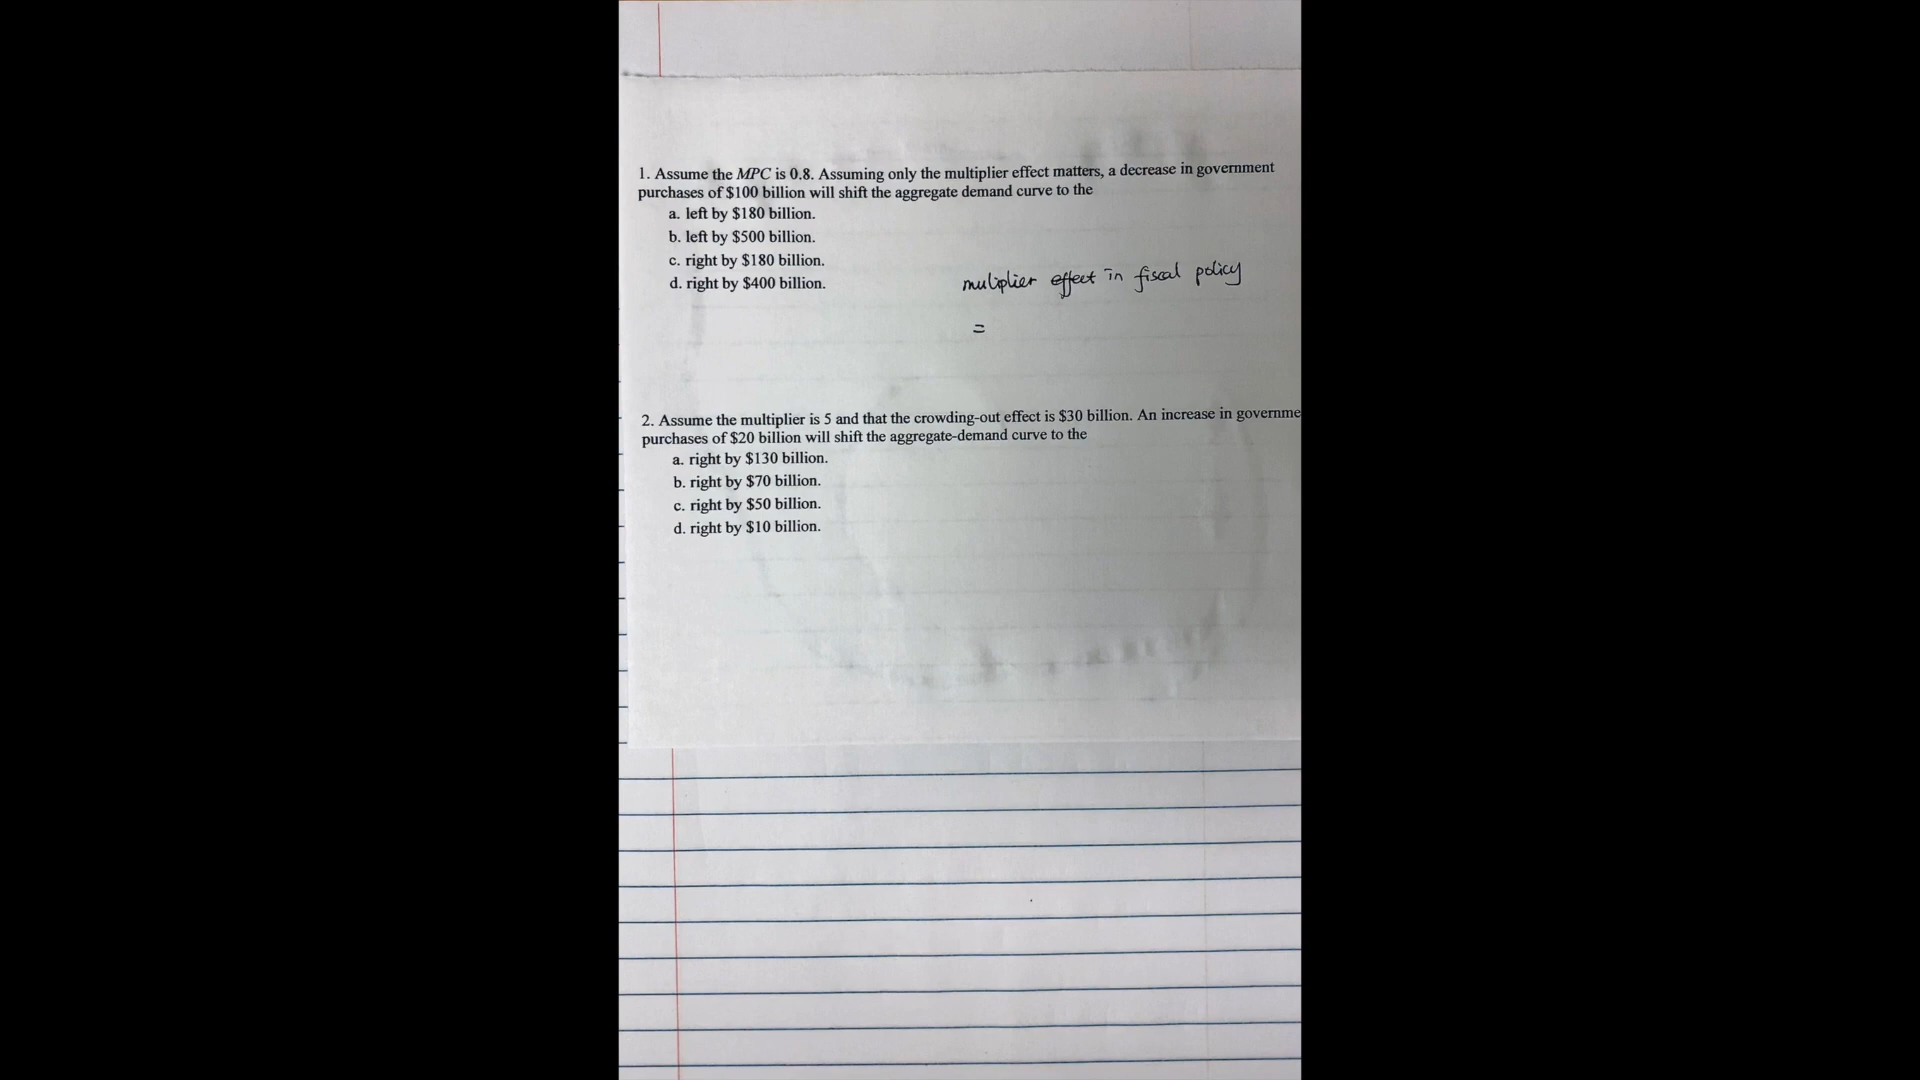 1. Assume the MPC is 0.8. Assuming only the multiplier effect matters, a decrease in government
purchases of $100 billion will shift the aggregate demand curve to the
a. left by $180 billion.
b. left by $500 billion.
c. right by $180 billion.
d. right by $400 billion.
muliplier effect in fiscal policy
=
2. Assume the multiplier is 5 and that the crowding-out effect is $30 billion. An increase in governme
purchases of $20 billion will shift the aggregate-demand curve to the
a. right by $130 billion.
b. right by $70 billion.
c. right by $50 billion.
d. right by $10 billion.